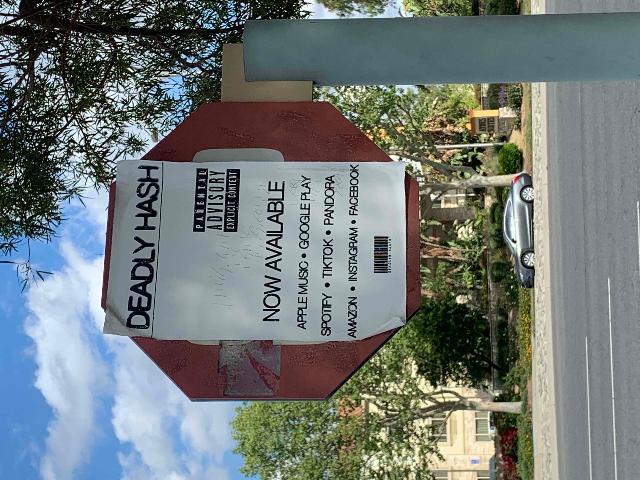 DEADLY HASH
PARENTAL
ADVISORY
EXPLICIT CONTENT
NOW AVAILABLE
APPLE MUSIC • GOOGLE PLAY
SPOTIFY • TIKTOK • PANDORA
AMAZON • INSTAGRAM • FACEBOOK